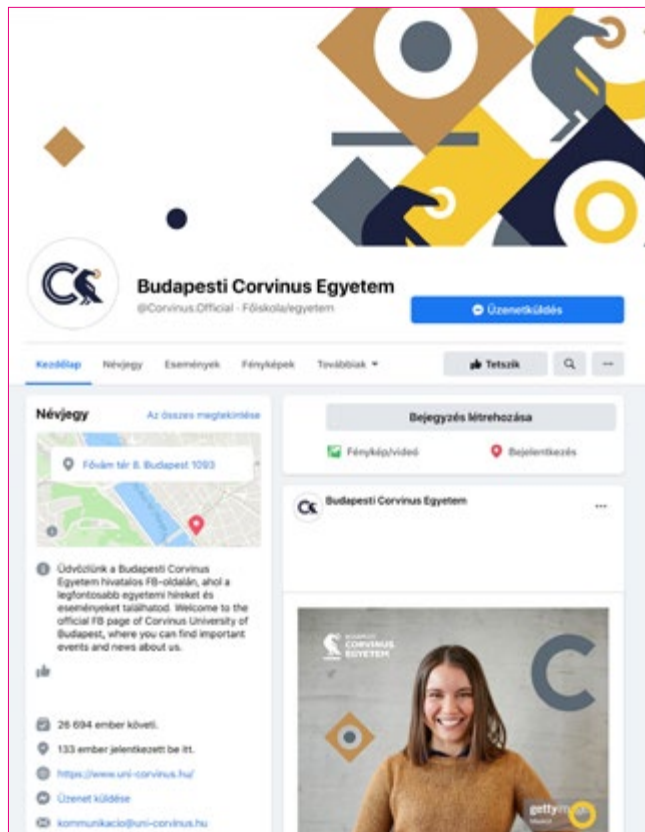 Budapesti Corvinus Egyetem
@Corvinus.Official · Főiskola/egyetem
Üzenetküldés
Kezdőlap Névjegy Események Fényképek Továbbiak
Tetszik
Névjegy
Az összes megtekintése
Fővám tér 8. Budapest 1093
Üdvözlünk a Budapesti Corvinus
Egyetem hivatalos FB-oldalán, ahol a
legfontosabb egyetemi híreket és
eseményeket találhatod. Welcome to the
official FB page of Corvinus University of
Budapest, where you can find important
events and news about us.
26 694 ember követi.
133 ember jelentkezett be itt.
https://www.uni-corvinus.hu/
Üzenet küldése
kommunikacio@uni-corvinus.hu
Bejegyzés létrehozása
Fénykép/videó
Bejelentkezés
Budapesti Corvinus Egyetem
BUDAPESTI
CORVINUS
EGYETEM
C
getty